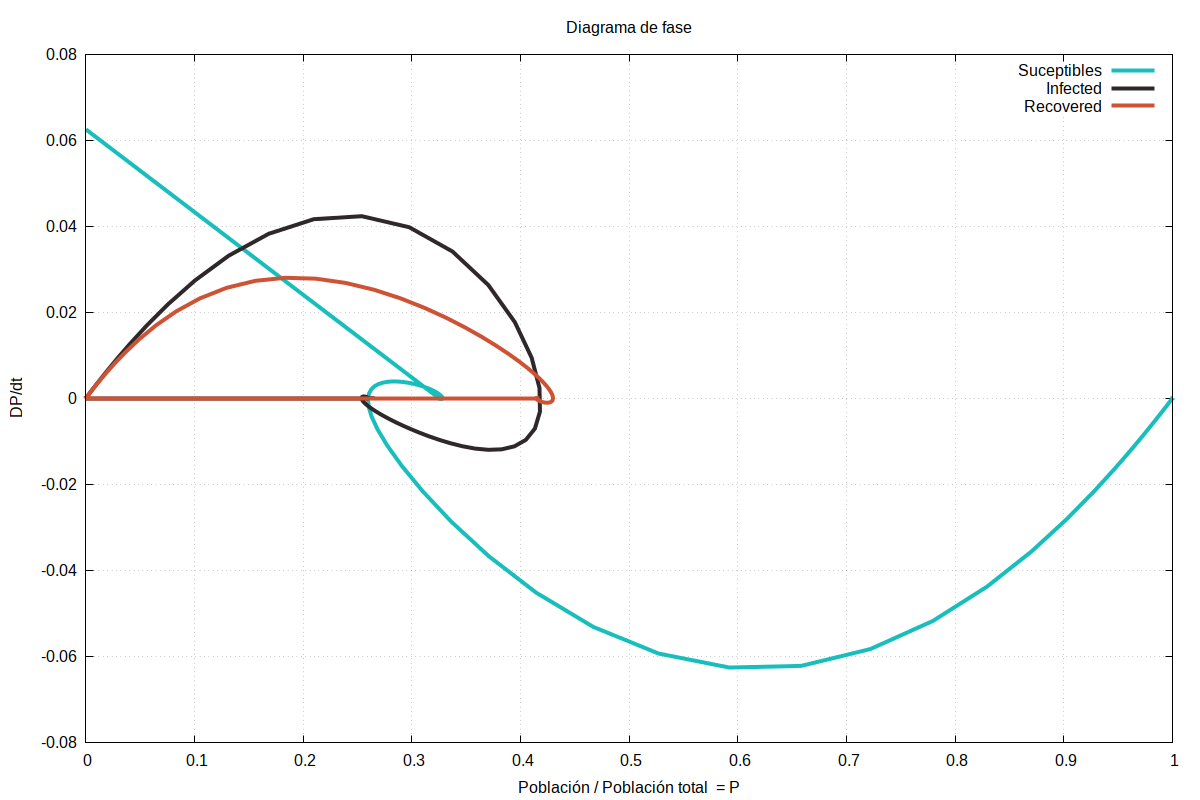 Diagrama de fase
Suceptibles
Infected
Recovered
0.08
0.06
0.04
0.02
0
-0.02
-0.04
-0.06
-0.08
DP/dt
0 0.1 0.2 0.3 0.4 0.5 0.6 0.7 0.8 0.9 1
Población / Población total = P